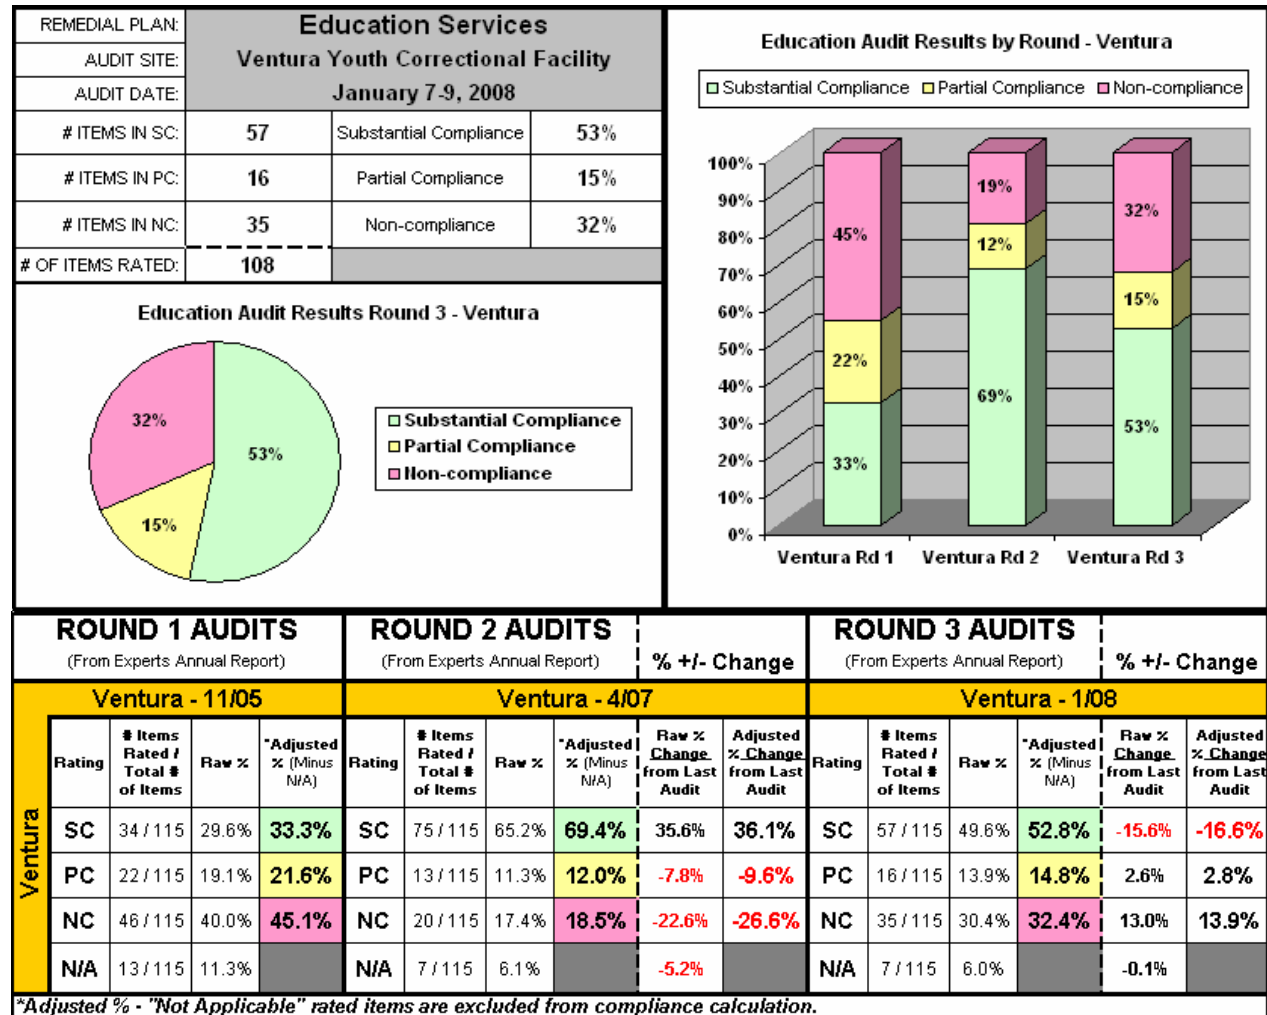 REMEDIAL PLAN: Education Services
AUDIT SITE: Ventura Youth Correctional Facility
AUDIT DATE: January 7-9, 2008
# ITEMS IN SC: 57 Substantial Compliance 53%
# ITEMS IN PC: 16 Partial Compliance 15%
# ITEMS IN NC: 35 Non-compliance 32%
# OF ITEMS RATED: 108
Education Audit Results Round 3 - Ventura
32%
53%
15%
Substantial Compliance
Partial Compliance
Non-compliance
Education Audit Results by Round - Ventura
Substantial Compliance Partial Compliance Non-compliance
100%
90%
80%
70%
60%
50%
40%
30%
20%
10%
0%
45%
22%
33%
19%
12%
69%
32%
15%
53%
Ventura Rd 1 Ventura Rd 2 Ventura Rd 3
ROUND 1 AUDITS
(From Experts Annual Report)
ROUND 2 AUDITS
(From Experts Annual Report)
% +/- Change
ROUND 3 AUDITS
(From Experts Annual Report)
% +/- Change
Ventura - 11/05 Ventura - 4/07 Ventura - 1/08
Ventura
Rating
# Items
Rated /
Total #
of Items
Raw %
*Adjusted
% (Minus
N/A)
Rating
# Items
Rated /
Total #
of Items
Raw %
*Adjusted
% (Minus
N/A)
Raw %
Change
from Last
Audit
Adjusted
% Change
from Last
Audit
Rating
# Items
Rated /
Total #
of Items
Raw %
*Adjusted
% (Minus
N/A)
Raw %
Change
from Last
Audit
Adjusted
% Change
from Last
Audit
SC 34 / 115 29.6% 33.3% SC 75 / 115 65.2% 69.4% 35.6% 36.1% SC 57 / 115 49.6% 52.8% -15.6% -16.6%
PC 22 / 115 19.1% 21.6% PC 13 / 115 11.3% 12.0% -7.8% -9.6% PC 16 / 115 13.9% 14.8% 2.6% 2.8%
NC 46 / 115 40.0% 45.1% NC 20 / 115 17.4% 18.5% -22.6% -26.6% NC 35 / 115 30.4% 32.4% 13.0% 13.9%
N/A 13 / 115 11.3% N/A 7 / 115 6.1% -5.2% N/A 7 / 115 6.0% -0.1%
*Adjusted % - "Not Applicable" rated items are excluded from compliance calculation.